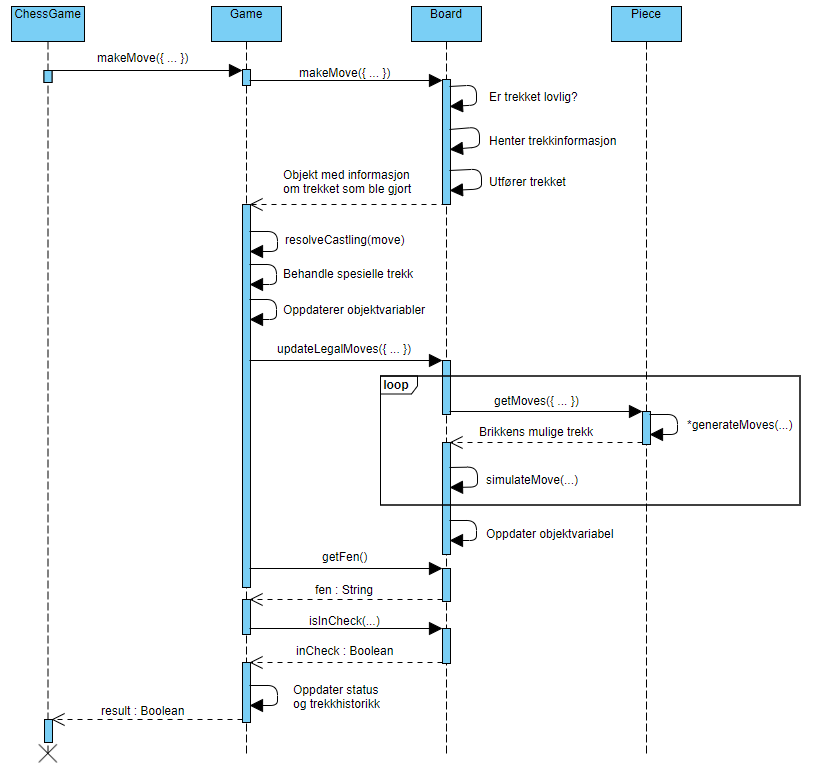 ChessGame
Game
Board
Piece
makeMove({ ... })
makeMove({ ... })
Er trekket lovlig?
Henter trekkinformasjon
Utfører trekket
Objekt med informasjon
om trekket som ble gjort
resolveCastling(move)
Behandle spesielle trekk
Oppdaterer objektvariabler
updateLegalMoves({ ... })
loop
getMoves({ ... })
*generateMoves(...)
Brikkens mulige trekk
simulateMove(...)
Oppdater objektvariabel
getFen()
fen : String
isInCheck(...)
inCheck : Boolean
Oppdater status
og trekkhistorikk
result : Boolean